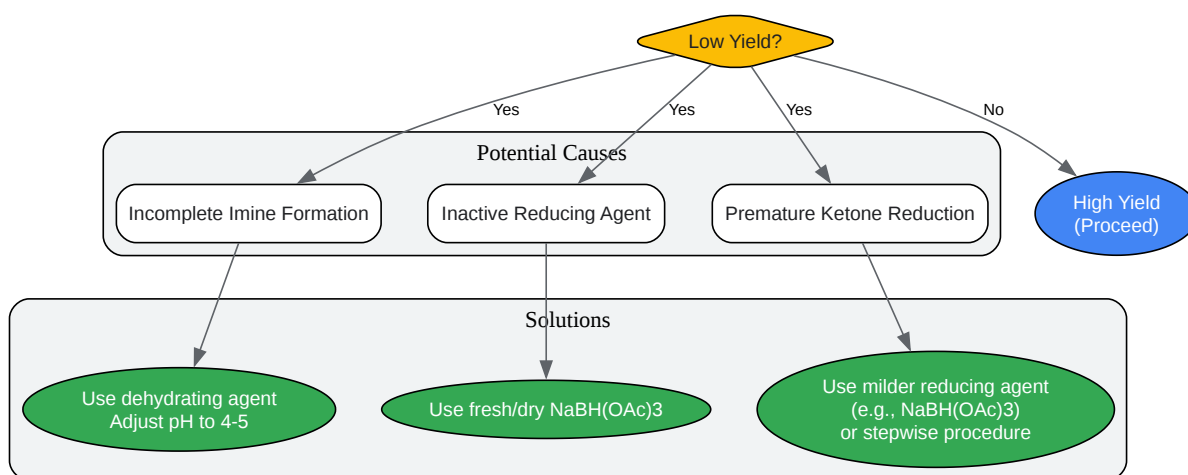 Low Yield?
Yes
Yes
Yes
No
Potential Causes
Incomplete Imine Formation
Inactive Reducing Agent
Premature Ketone Reduction
High Yield
(Proceed)
Solutions
Use dehydrating agent
Adjust pH to 4-5
Use fresh/dry NaBH(OAc)3
Use milder reducing agent
(e.g., NaBH(OAc)3)
or stepwise procedure